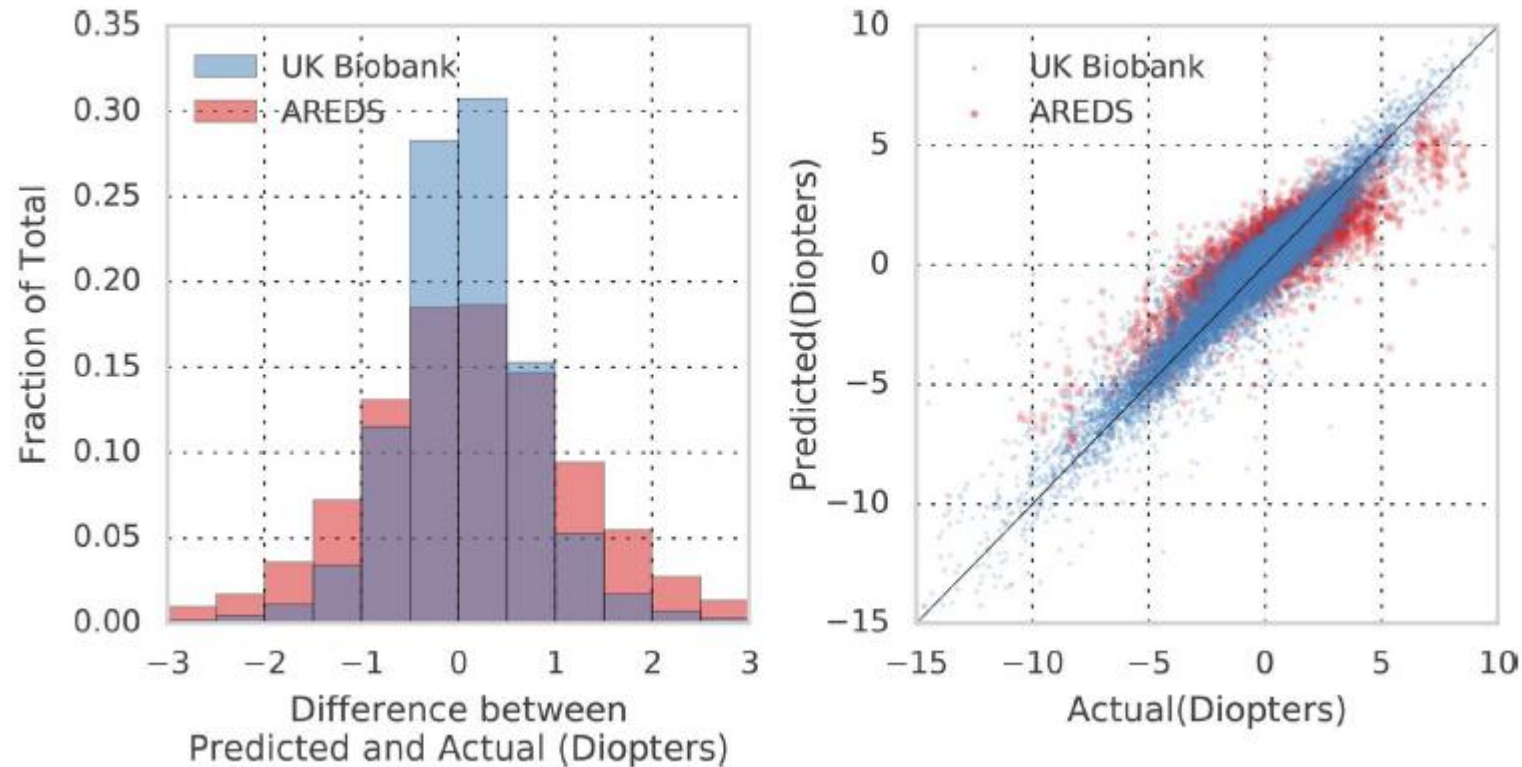 0.35
0.30
0.25
0.20
0.15
0.10
0.05
0.00
Fraction of Total
UK Biobank
AREDS
−3 −2 −1 0 1 2 3
Difference between
Predicted and Actual (Diopters)
10
5
0
−5
−10
−15
Predicted(Diopters)
UK Biobank
AREDS
−15 −10 −5 0 5 10
Actual(Diopters)